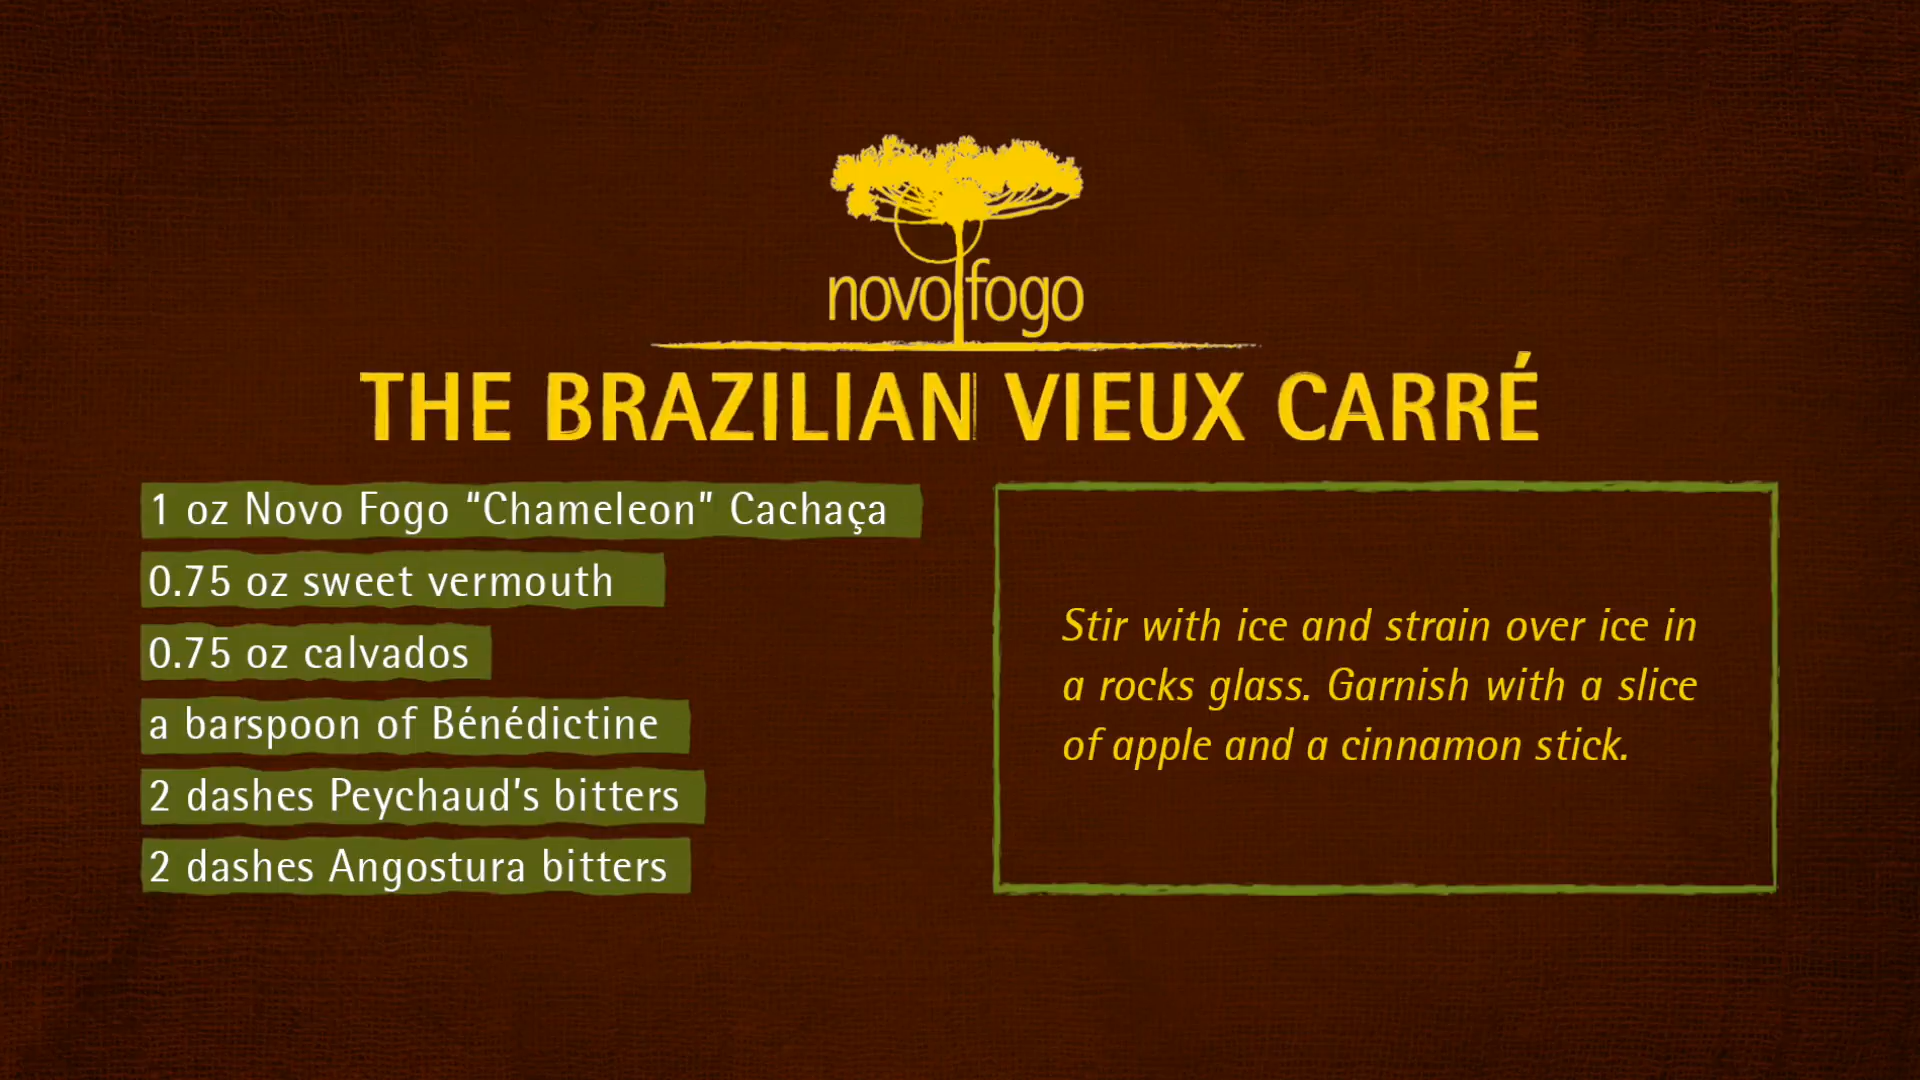 novo fogo
THE BRAZILIAN VIEUX CARRÉ
1 oz Novo Fogo “Chameleon” Cachaça
0.75 oz sweet vermouth
0.75 oz calvados
a barspoon of Bénédictine
2 dashes Peychaud’s bitters
2 dashes Angostura bitters
Stir with ice and strain over ice in
a rocks glass. Garnish with a slice
of apple and a cinnamon stick.